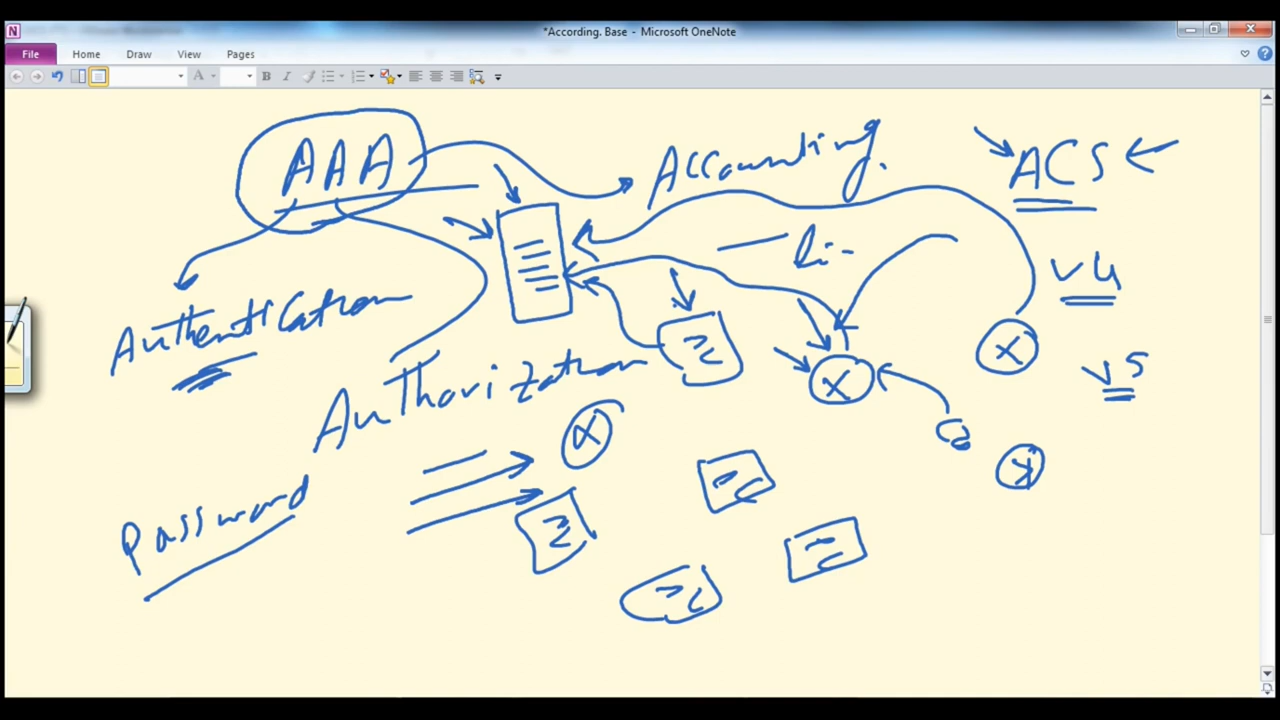 *According. Base - Microsoft OneNote
File Home Draw View Pages
A B I
AAA
Accounting.
ACS
Authentication
v4
v5
Authorization
Password
X
X